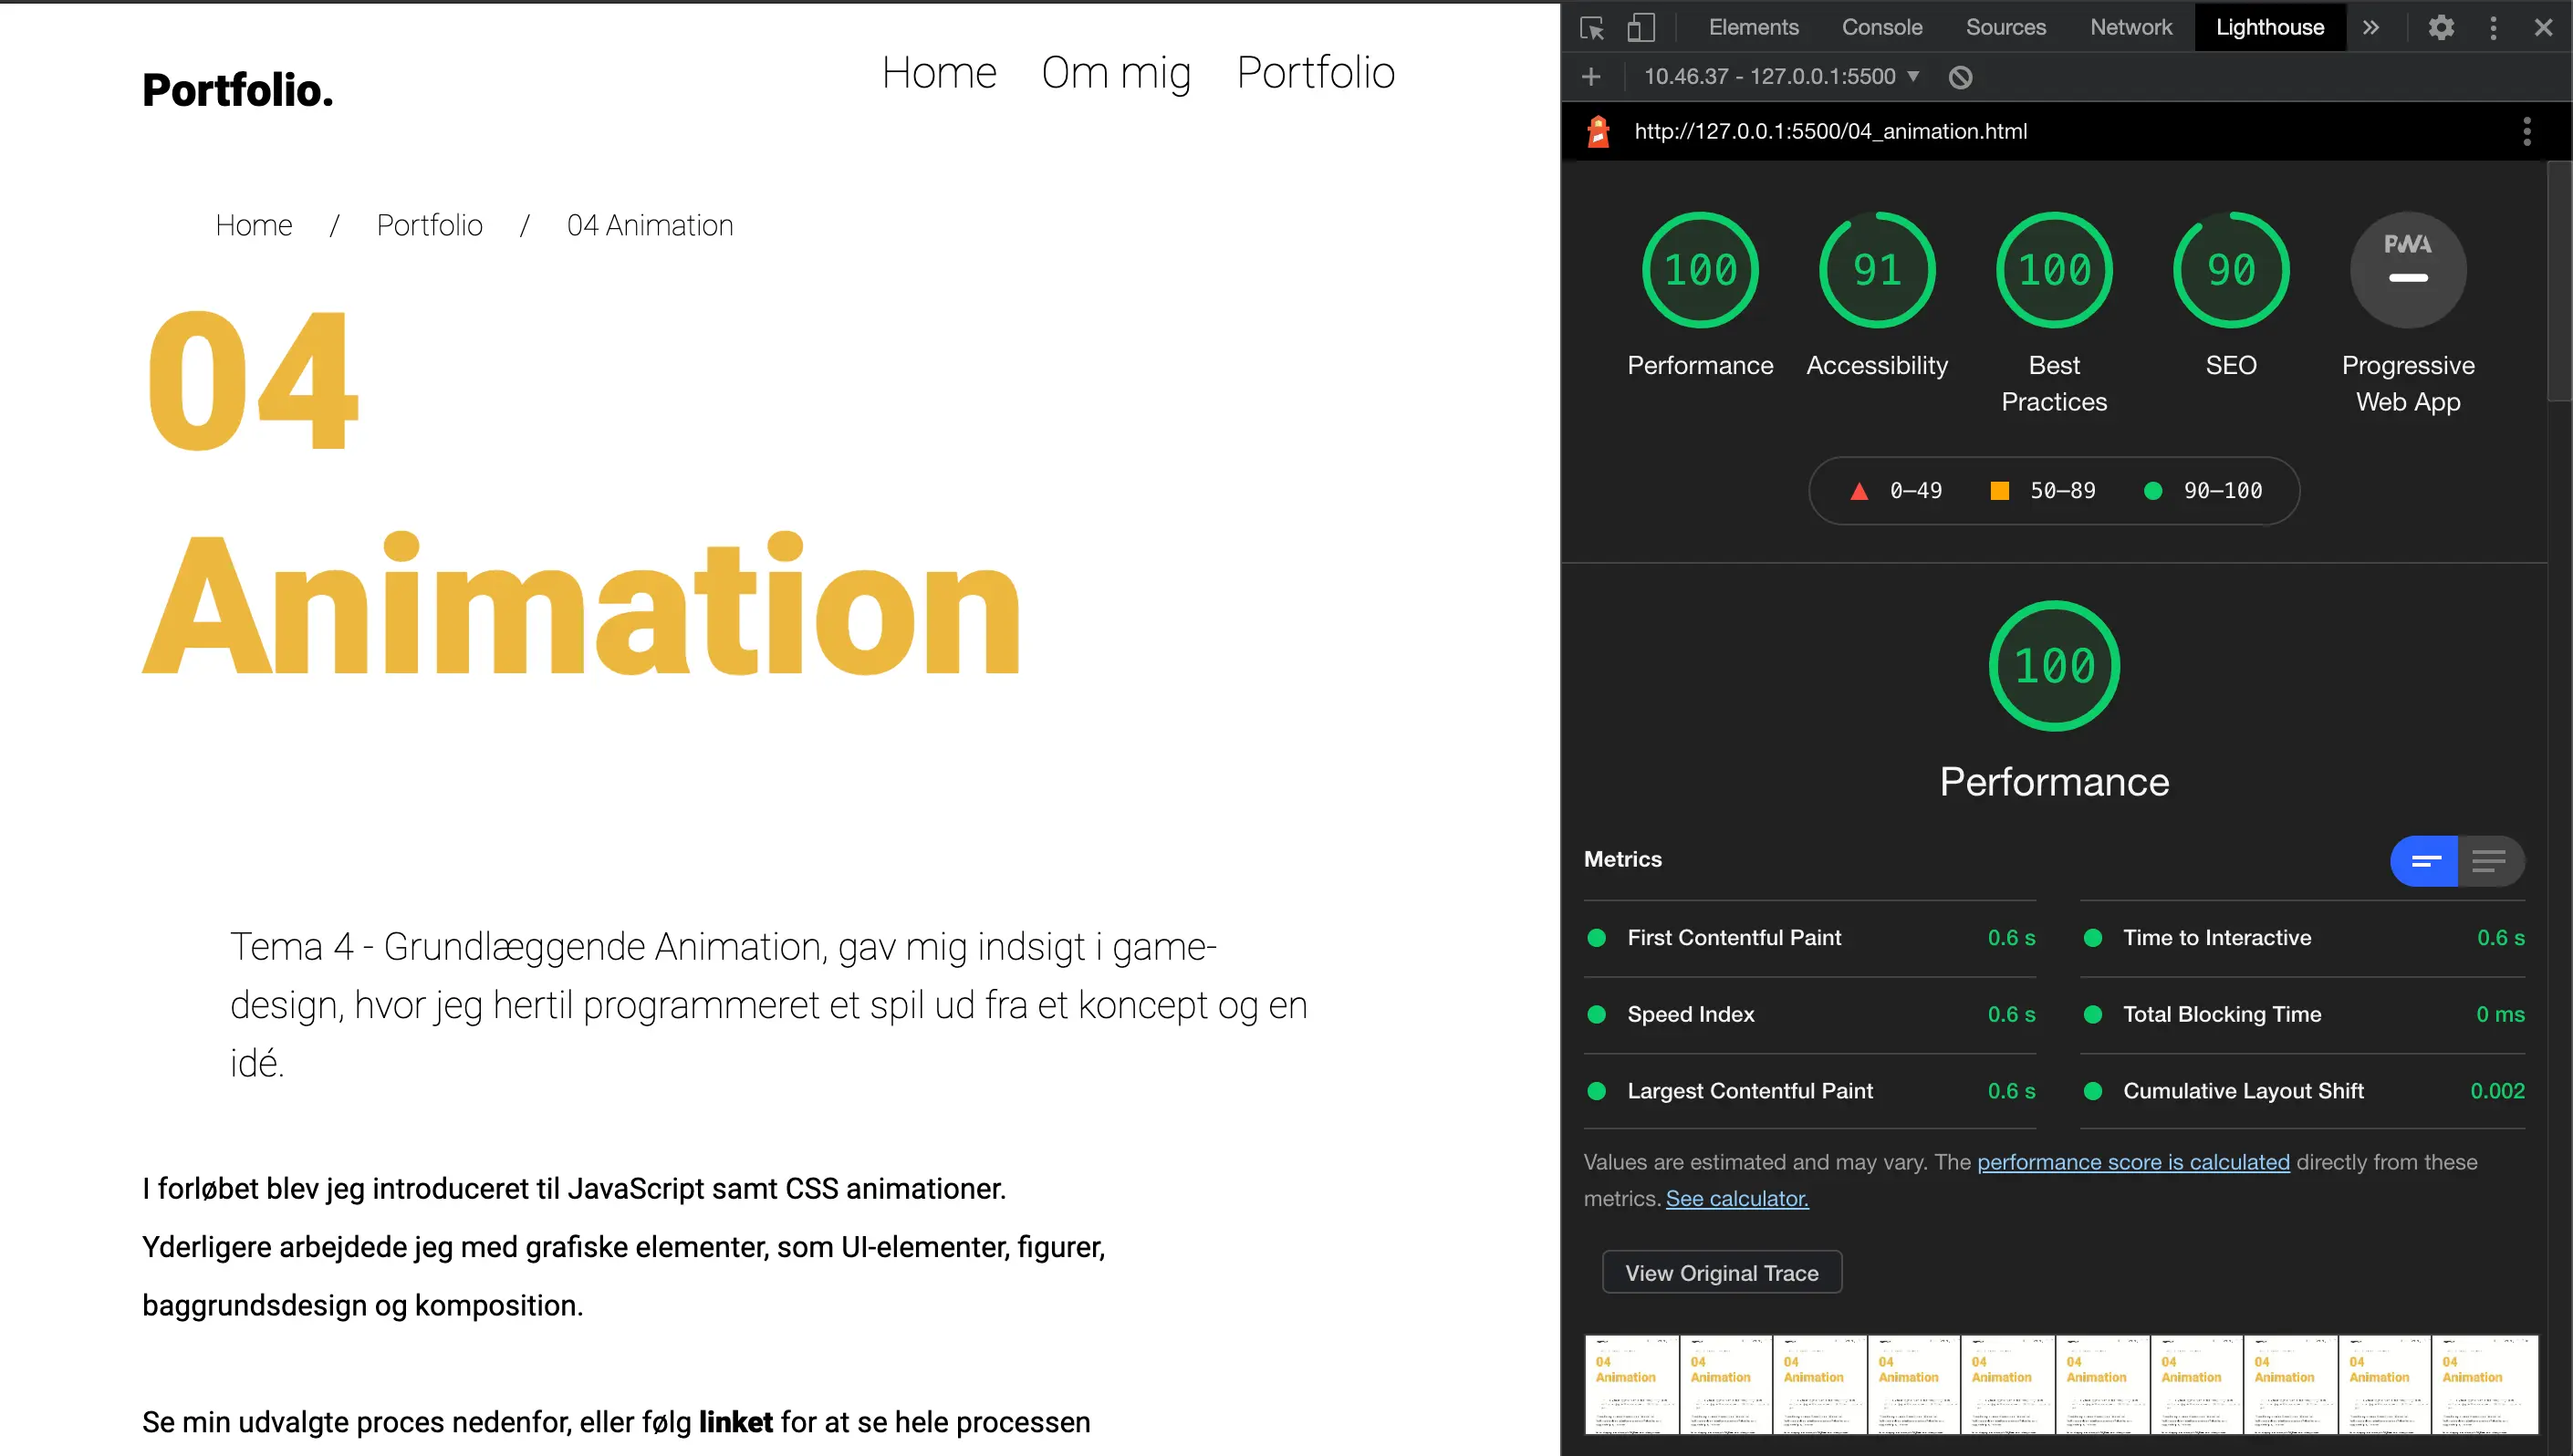 Portfolio.
Home Om mig Portfolio
Home / Portfolio / 04 Animation
04
Animation
Tema 4 - Grundlæggende Animation, gav mig indsigt i game-
design, hvor jeg hertil programmeret et spil ud fra et koncept og en
idé.
I forløbet blev jeg introduceret til JavaScript samt CSS animationer.
Yderligere arbejdede jeg med grafiske elementer, som UI-elementer, figurer,
baggrundsdesign og komposition.
Se min udvalgte proces nedenfor, eller følg linket for at se hele processen
Elements Console Sources Network Lighthouse
10.46.37 - 127.0.0.1:5500
http://127.0.0.1:5500/04_animation.html
100 91 100 90 PWA
Performance Accessibility Best Practices SEO Progressive Web App
0–49 50–89 90–100
100
Performance
Metrics
First Contentful Paint 0.6 s
Time to Interactive 0.6 s
Speed Index 0.6 s
Total Blocking Time 0 ms
Largest Contentful Paint 0.6 s
Cumulative Layout Shift 0.002
Values are estimated and may vary. The performance score is calculated directly from these
metrics. See calculator.
View Original Trace
04 04 04 04 04 04 04 04 04 04
Animation Animation Animation Animation Animation Animation Animation Animation Animation Animation